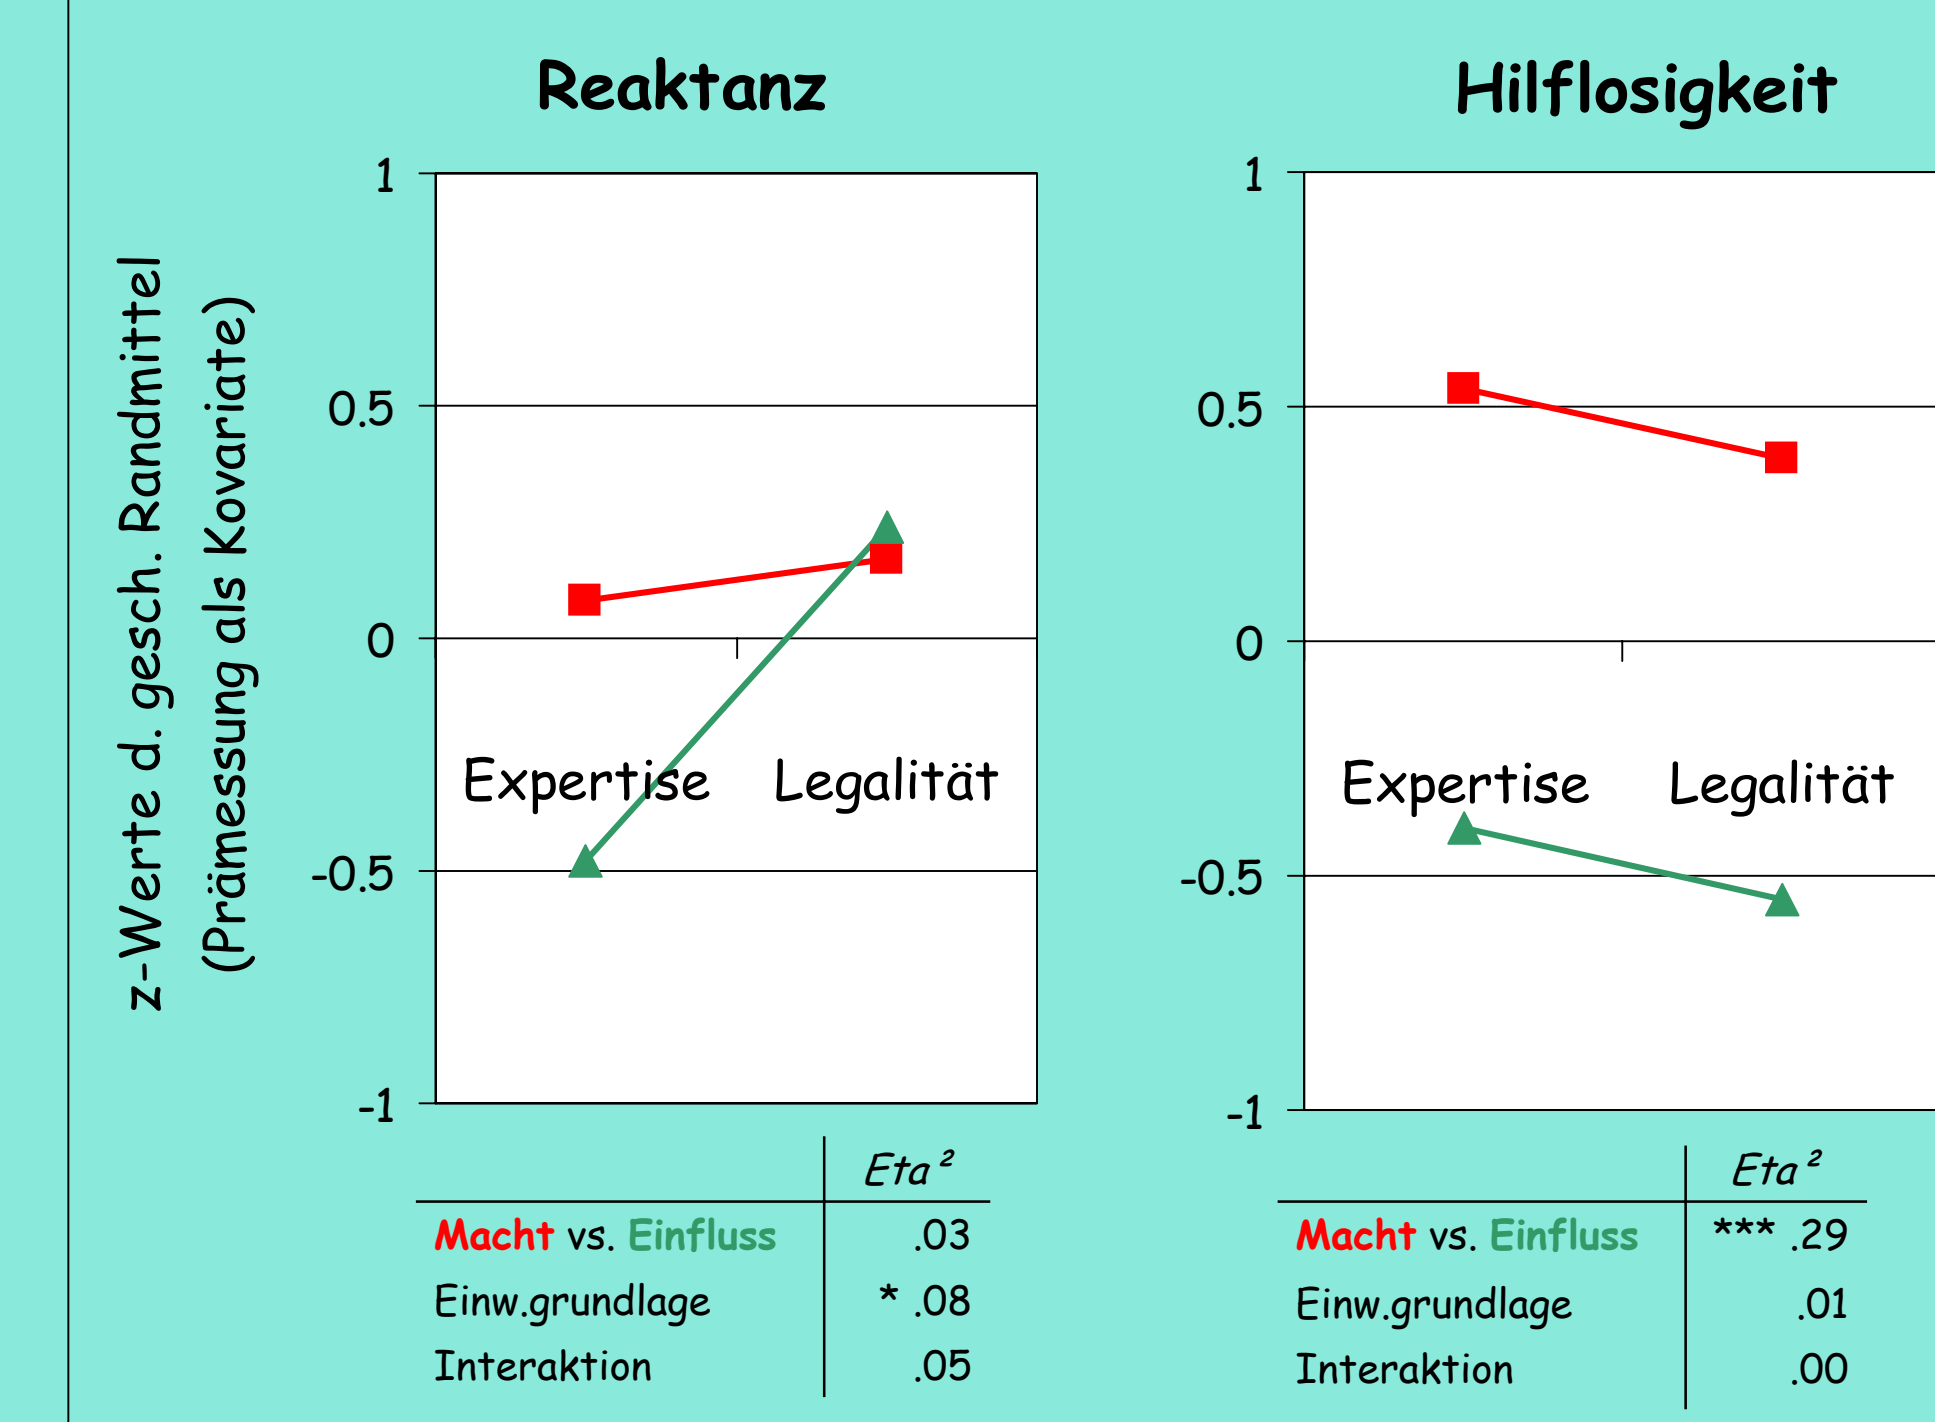 Reaktanz
z-Werte d. gesch. Randmittel
(Prämessung als Kovariate)
1
0.5
0
-0.5
-1
Expertise Legalität
Eta²
Macht vs. Einfluss .03
Einw.grundlage * .08
Interaktion .05
Hilflosigkeit
1
0.5
0
-0.5
-1
Expertise Legalität
Eta²
Macht vs. Einfluss *** .29
Einw.grundlage .01
Interaktion .00